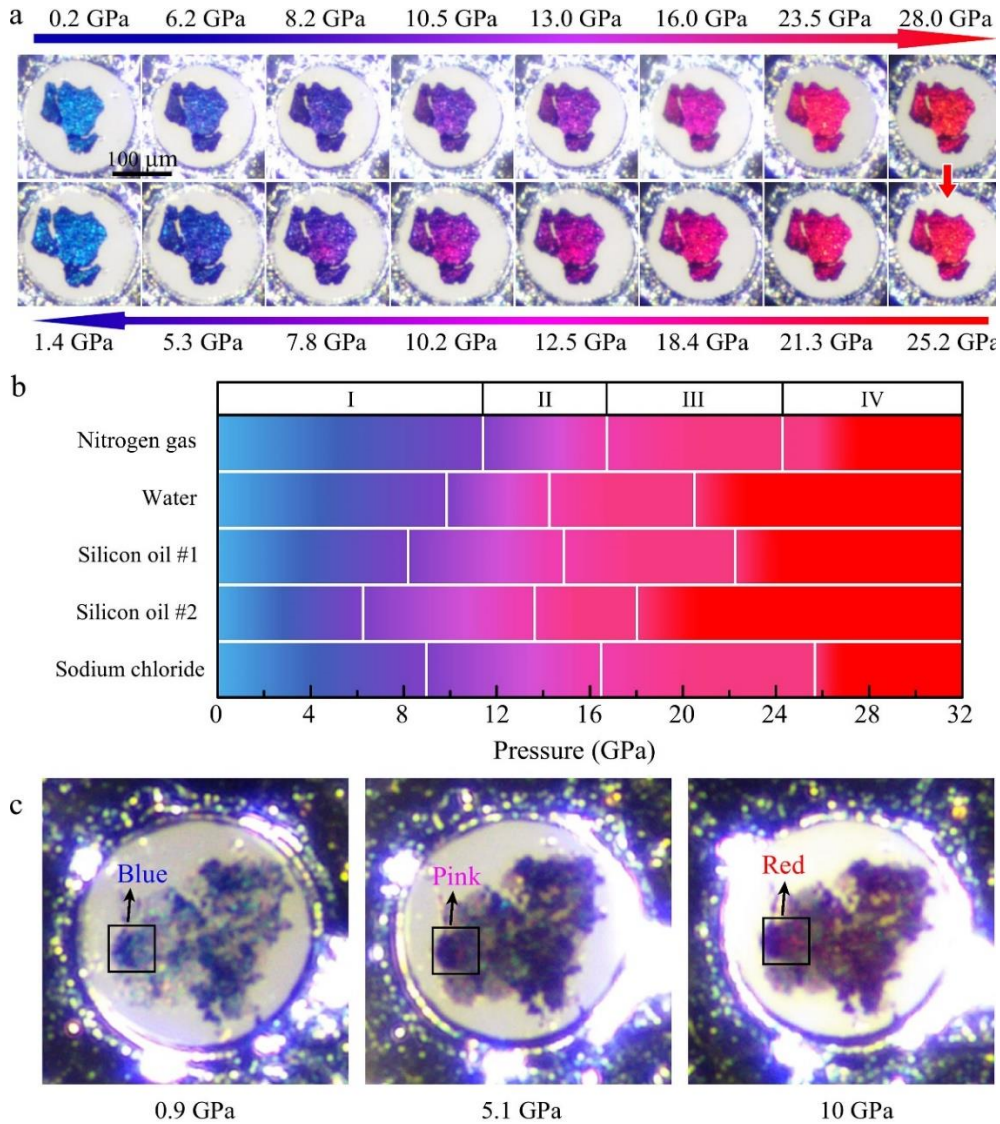 a
0.2 GPa 6.2 GPa 8.2 GPa 10.5 GPa 13.0 GPa 16.0 GPa 23.5 GPa 28.0 GPa
100 μm
1.4 GPa 5.3 GPa 7.8 GPa 10.2 GPa 12.5 GPa 18.4 GPa 21.3 GPa 25.2 GPa
b
I II III IV
Nitrogen gas
Water
Silicon oil #1
Silicon oil #2
Sodium chloride
0 4 8 12 16 20 24 28 32
Pressure (GPa)
c
Blue Pink Red
0.9 GPa 5.1 GPa 10 GPa